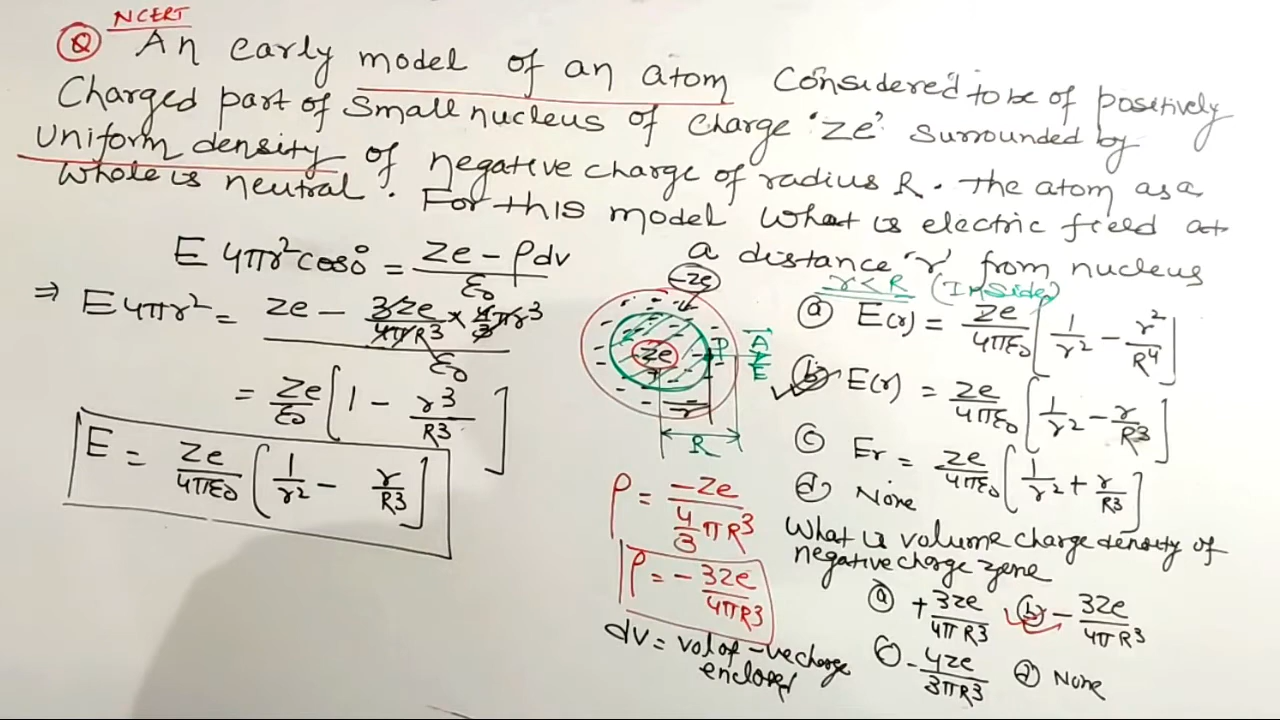 NCERT
Q An early model of an atom Considered to be of positively
Charged part of Small nucleus of charge 'ze' surrounded by
Uniform density of negative charge of radius R. The atom as a
whole is neutral. For this model what is electric field at
a distance 'r' from nucleus
E 4πr² cos0° = ze - ρdv / ε₀
⇒ E 4πr² = ze - 3ze/4πR³ × 4/3 πr³ / ε₀
= ze/ε₀ [1 - r³/R³]
E = ze/4πε₀ [1/r² - r/R³]
-ze
ze
P
A
E
r
R
ρ = -ze / 4/3 πR³
ρ = - 3ze/4πR³
dv = vol of -ve charge
enclosed
r < R (Inside)
a E(r) = ze/4πε₀ [1/r² - r²/R⁴]
b E(r) = ze/4πε₀ [1/r² - r/R³]
c Er = ze/4πε₀ [1/r² + r/R³]
d None
What is volume charge density of
negative charge zone
a + 3ze/4πR³ b - 3ze/4πR³
c - 4ze/3πR³ d None